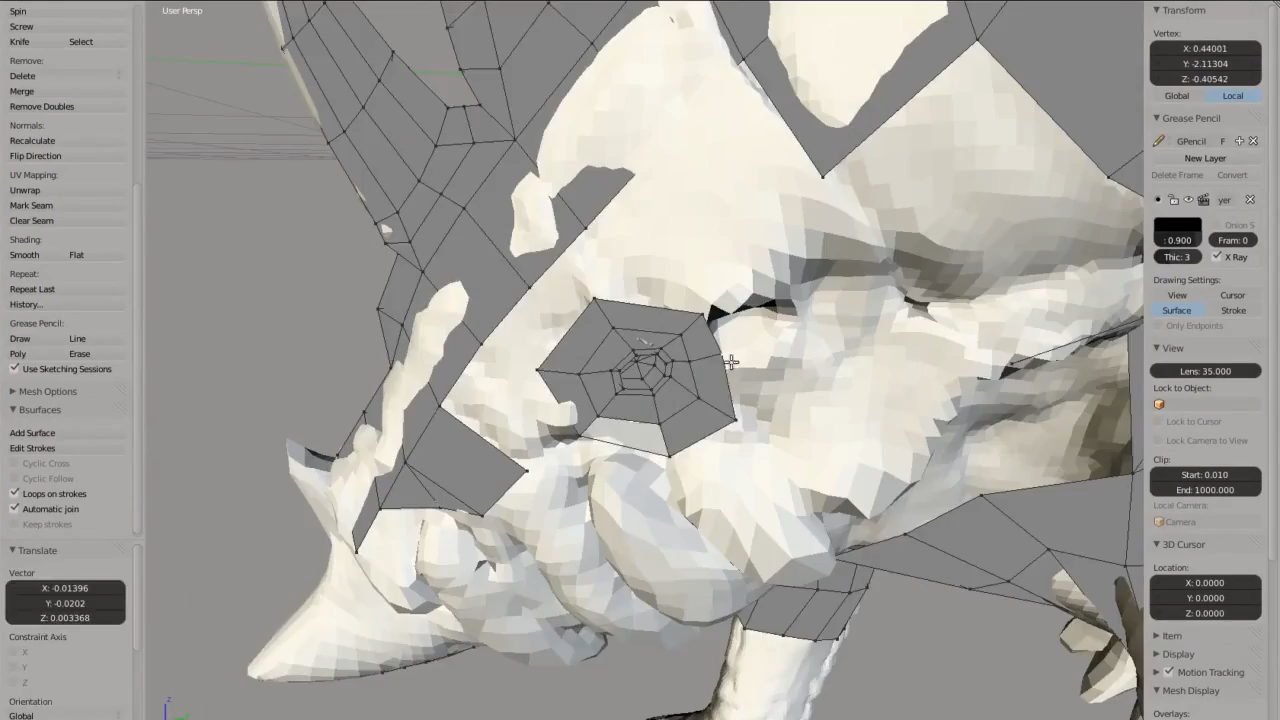 Spin
Screw
Knife Select
Remove:
Delete
Merge
Remove Doubles
Normals:
Recalculate
Flip Direction
UV Mapping:
Unwrap
Mark Seam
Clear Seam
Shading:
Smooth Flat
Repeat:
Repeat Last
History...
Grease Pencil:
Draw Line
Poly Erase
Use Sketching Sessions
Mesh Options
Bsurfaces
Add Surface
Edit Strokes
Cyclic Cross
Cyclic Follow
Loops on strokes
Automatic join
Keep strokes
Translate
Vector
X: -0.01396
Y: -0.0202
Z: 0.003368
Constraint Axis
X
Y
Z
Orientation
Global
User Persp
z
Transform
Vertex:
X: 0.44001
Y: -2.11304
Z: -0.40542
Global Local
Grease Pencil
GPencil F
New Layer
Delete Frame Convert
yer
Onion S
: 0.900 Fram: 0
Thic: 3 X Ray
Drawing Settings:
View Cursor
Surface Stroke
Only Endpoints
View
Lens: 35.000
Lock to Object:
Lock to Cursor
Lock Camera to View
Clip:
Start: 0.010
End: 1000.000
Local Camera:
Camera
3D Cursor
Location:
X: 0.0000
Y: 0.0000
Z: 0.0000
Item
Display
Motion Tracking
Mesh Display
Overlays: